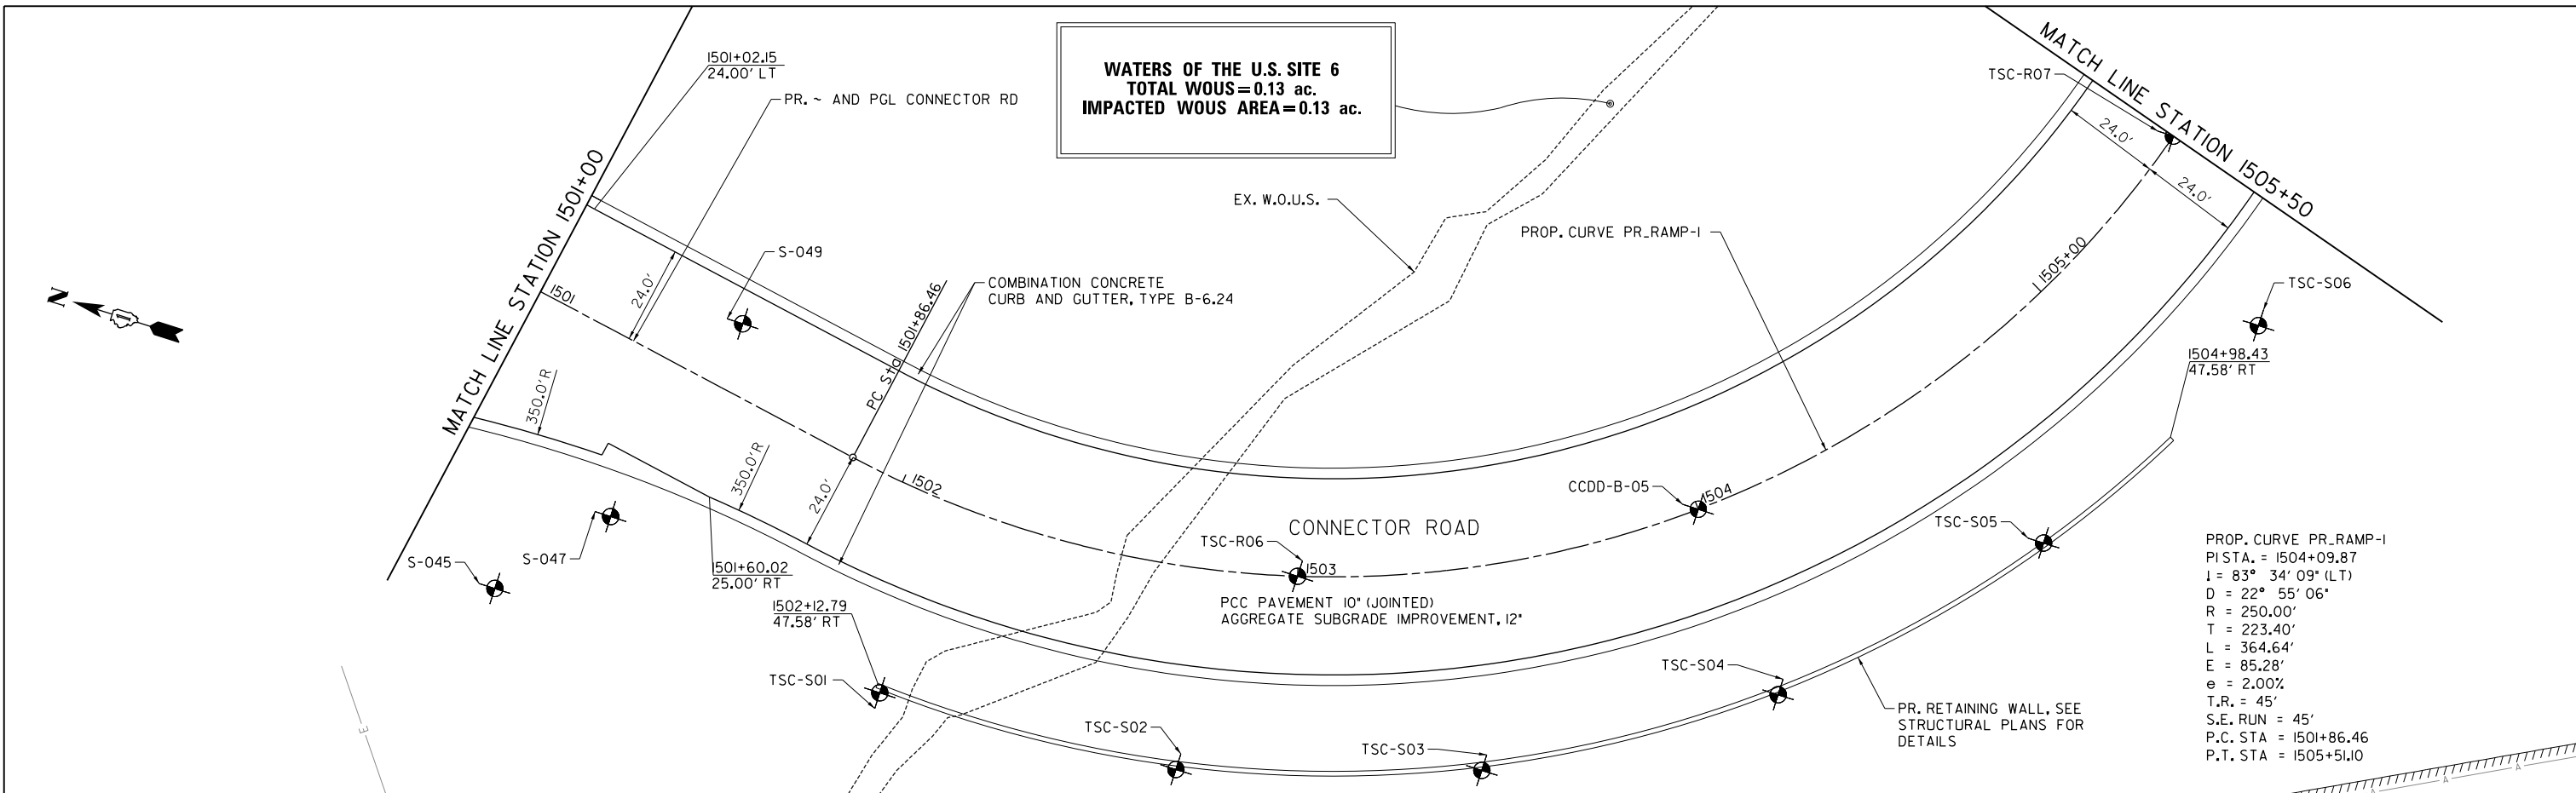 WATERS OF THE U.S. SITE 6
TOTAL WOUS=0.13 ac.
IMPACTED WOUS AREA=0.13 ac.
1501+02.15
24.00' LT
PR. ~ AND PGL CONNECTOR RD
MATCH LINE STATION 1501+00
N
1501
24.0'
S-049
COMBINATION CONCRETE
CURB AND GUTTER, TYPE B-6.24
PC Sta 1501+86.46
350.0'R
350.0'R
24.0'
1502
S-045
S-047
1501+60.02
25.00' RT
1502+12.79
47.58' RT
TSC-S01
TSC-S02
TSC-S03
TSC-S04
TSC-S05
TSC-S06
EX. W.O.U.S.
PROP. CURVE PR_RAMP-1
CONNECTOR ROAD
TSC-R06
1503
CCDD-B-05
1504
PCC PAVEMENT 10" (JOINTED)
AGGREGATE SUBGRADE IMPROVEMENT, 12"
1505+00
TSC-R07
MATCH LINE STATION 1505+50
24.0'
24.0'
1504+98.43
47.58' RT
PR. RETAINING WALL, SEE
STRUCTURAL PLANS FOR
DETAILS
PROP. CURVE PR_RAMP-1
PI STA. = 1504+09.87
= 83° 34' 09" (LT)
D = 22° 55' 06"
R = 250.00'
T = 223.40'
L = 364.64'
E = 85.28'
e = 2.00%
T.R. = 45'
S.E. RUN = 45'
P.C. STA = 1501+86.46
P.T. STA = 1505+51.10
E
A
A